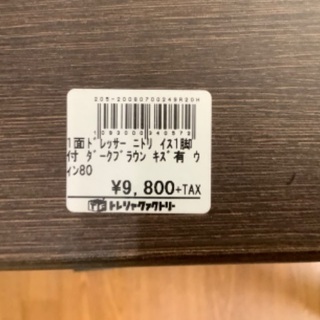 1面ﾄﾞﾚｯｻｰ ﾆﾄﾘ ｲｽ1脚
付 ﾀﾞｰｸﾌﾞﾗｳﾝ ｷｽﾞ有 ｳ
ｨﾝ80
¥9,800+TAX
トレジャーファクトリー